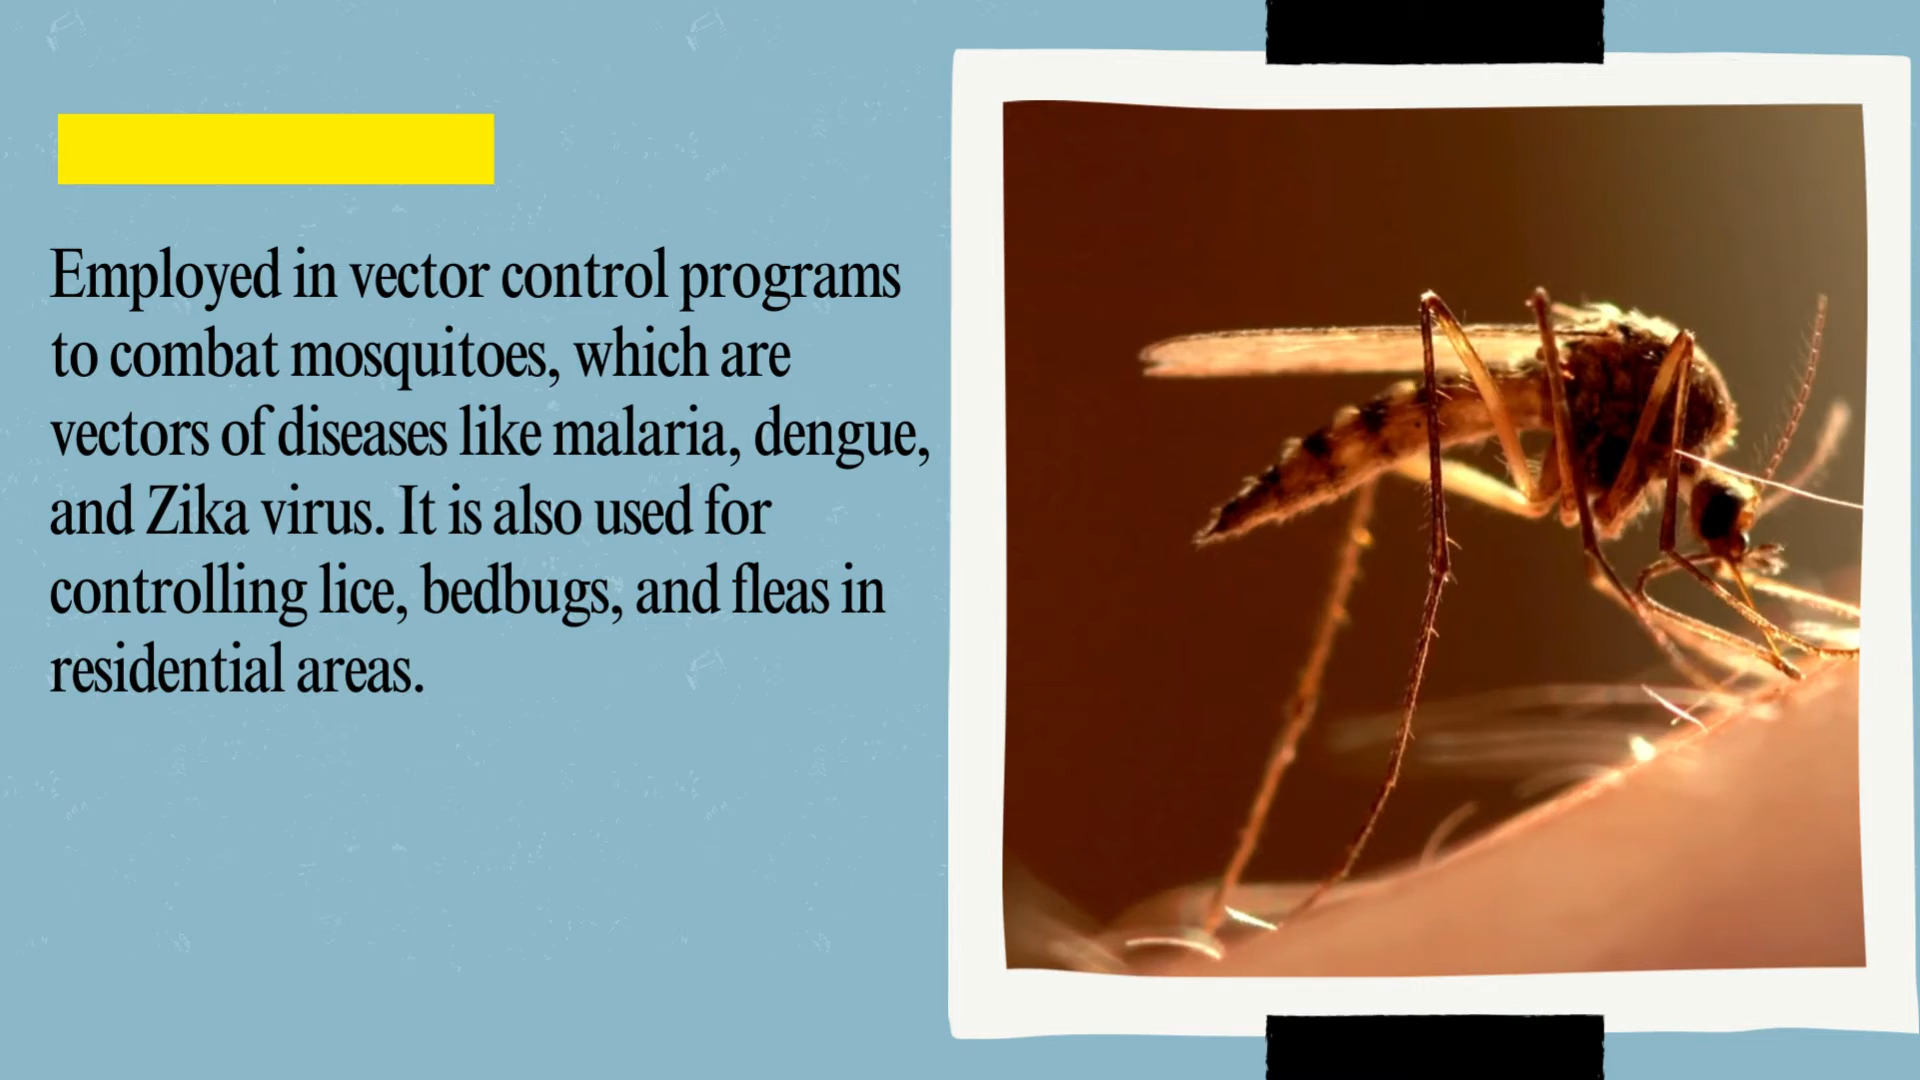 Employed in vector control programs
to combat mosquitoes, which are
vectors of diseases like malaria, dengue,
and Zika virus. It is also used for
controlling lice, bedbugs, and fleas in
residential areas.